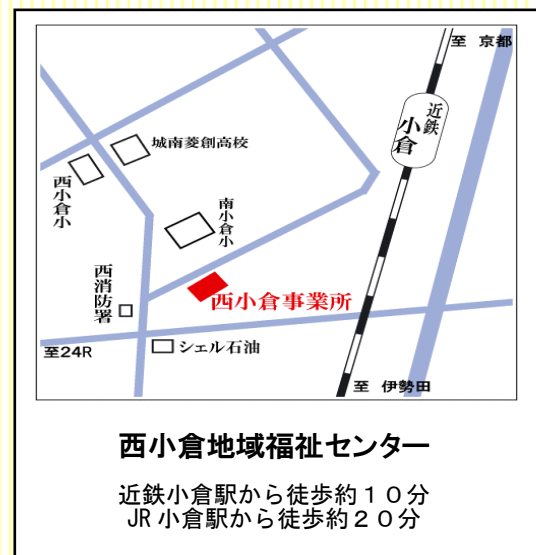 至 京都
近鉄
小倉
城南菱創高校
西小倉小
南小倉小
西消防署
西小倉事業所
至24R
シェル石油
至 伊勢田
西小倉地域福祉センター
近鉄小倉駅から徒歩約１０分
JR小倉駅から徒歩約２０分